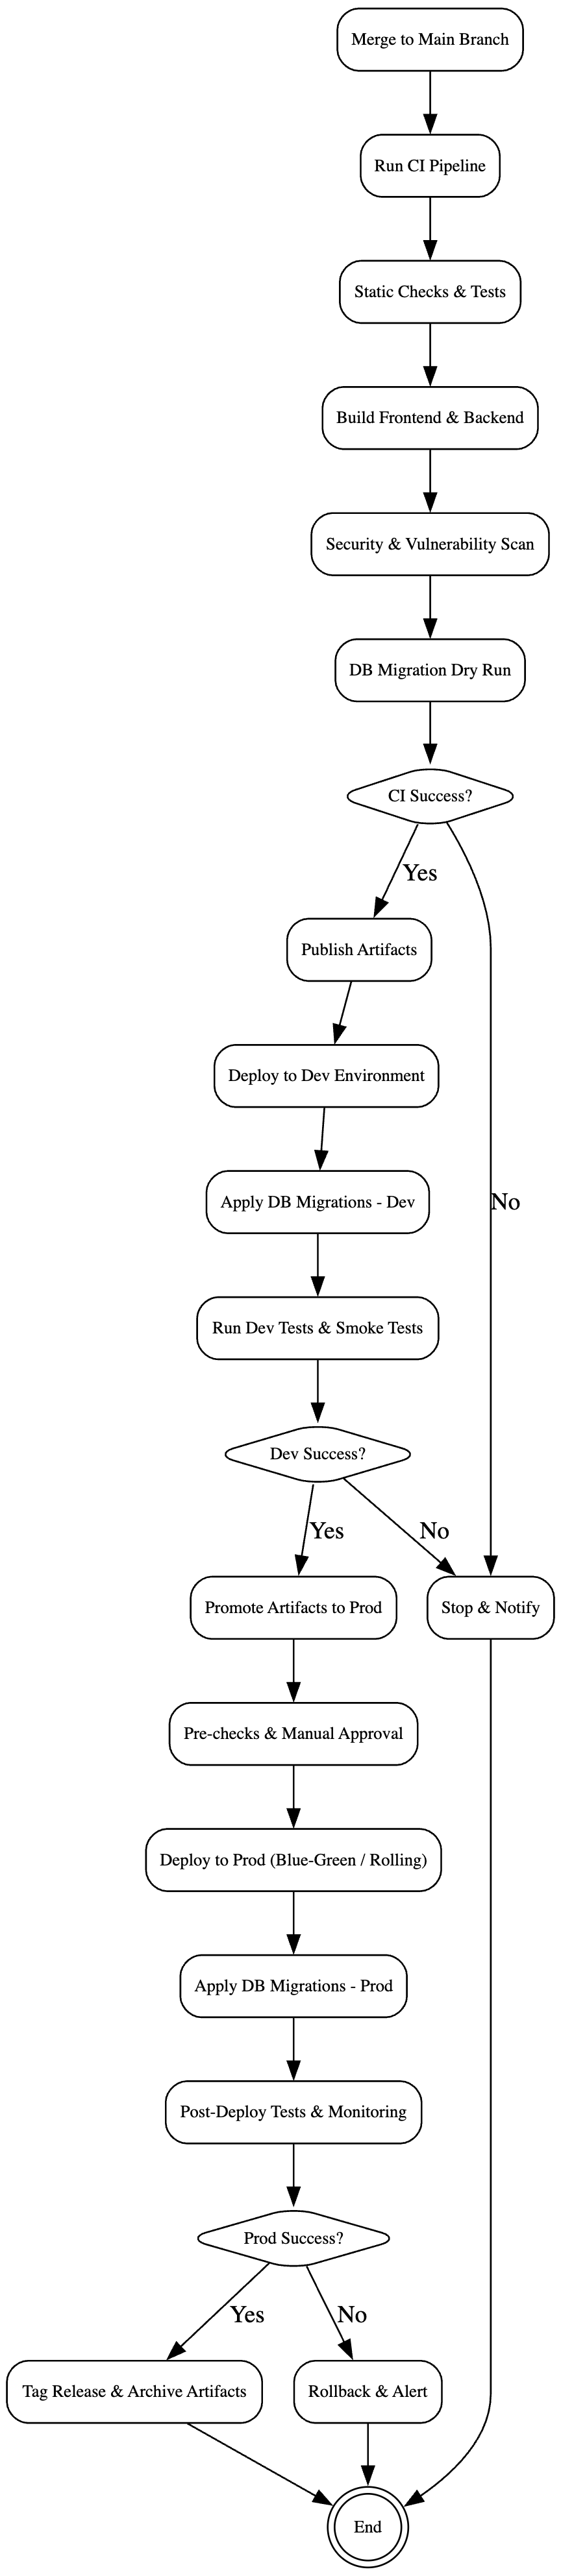 Merge to Main Branch
Run CI Pipeline
Static Checks & Tests
Build Frontend & Backend
Security & Vulnerability Scan
DB Migration Dry Run
CI Success?
Yes
Publish Artifacts
Deploy to Dev Environment
Apply DB Migrations - Dev
No
Run Dev Tests & Smoke Tests
Dev Success?
Yes
No
Promote Artifacts to Prod
Stop & Notify
Pre-checks & Manual Approval
Deploy to Prod (Blue-Green / Rolling)
Apply DB Migrations - Prod
Post-Deploy Tests & Monitoring
Prod Success?
Yes
No
Tag Release & Archive Artifacts
Rollback & Alert
End